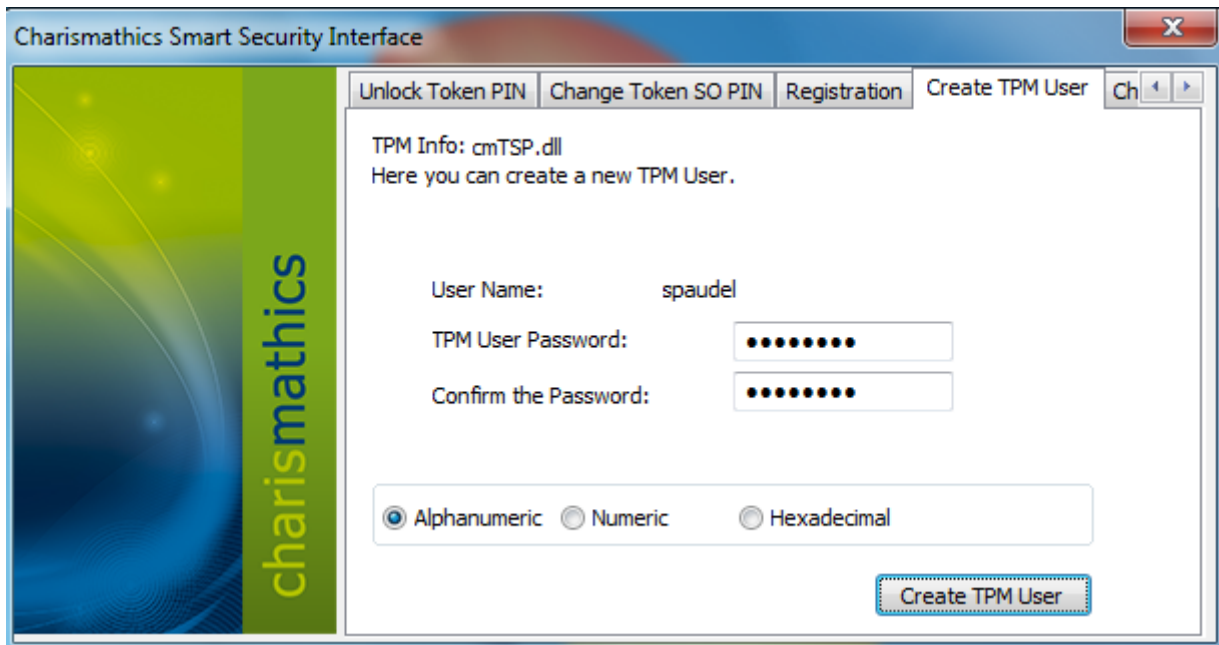 Charismathics Smart Security Interface
Unlock Token PIN Change Token SO PIN Registration Create TPM User Ch
TPM Info: cmTSP.dll
Here you can create a new TPM User.
User Name: spaudel
TPM User Password: ●●●●●●●●
Confirm the Password: ●●●●●●●●
Alphanumeric Numeric Hexadecimal
Create TPM User
charismathics